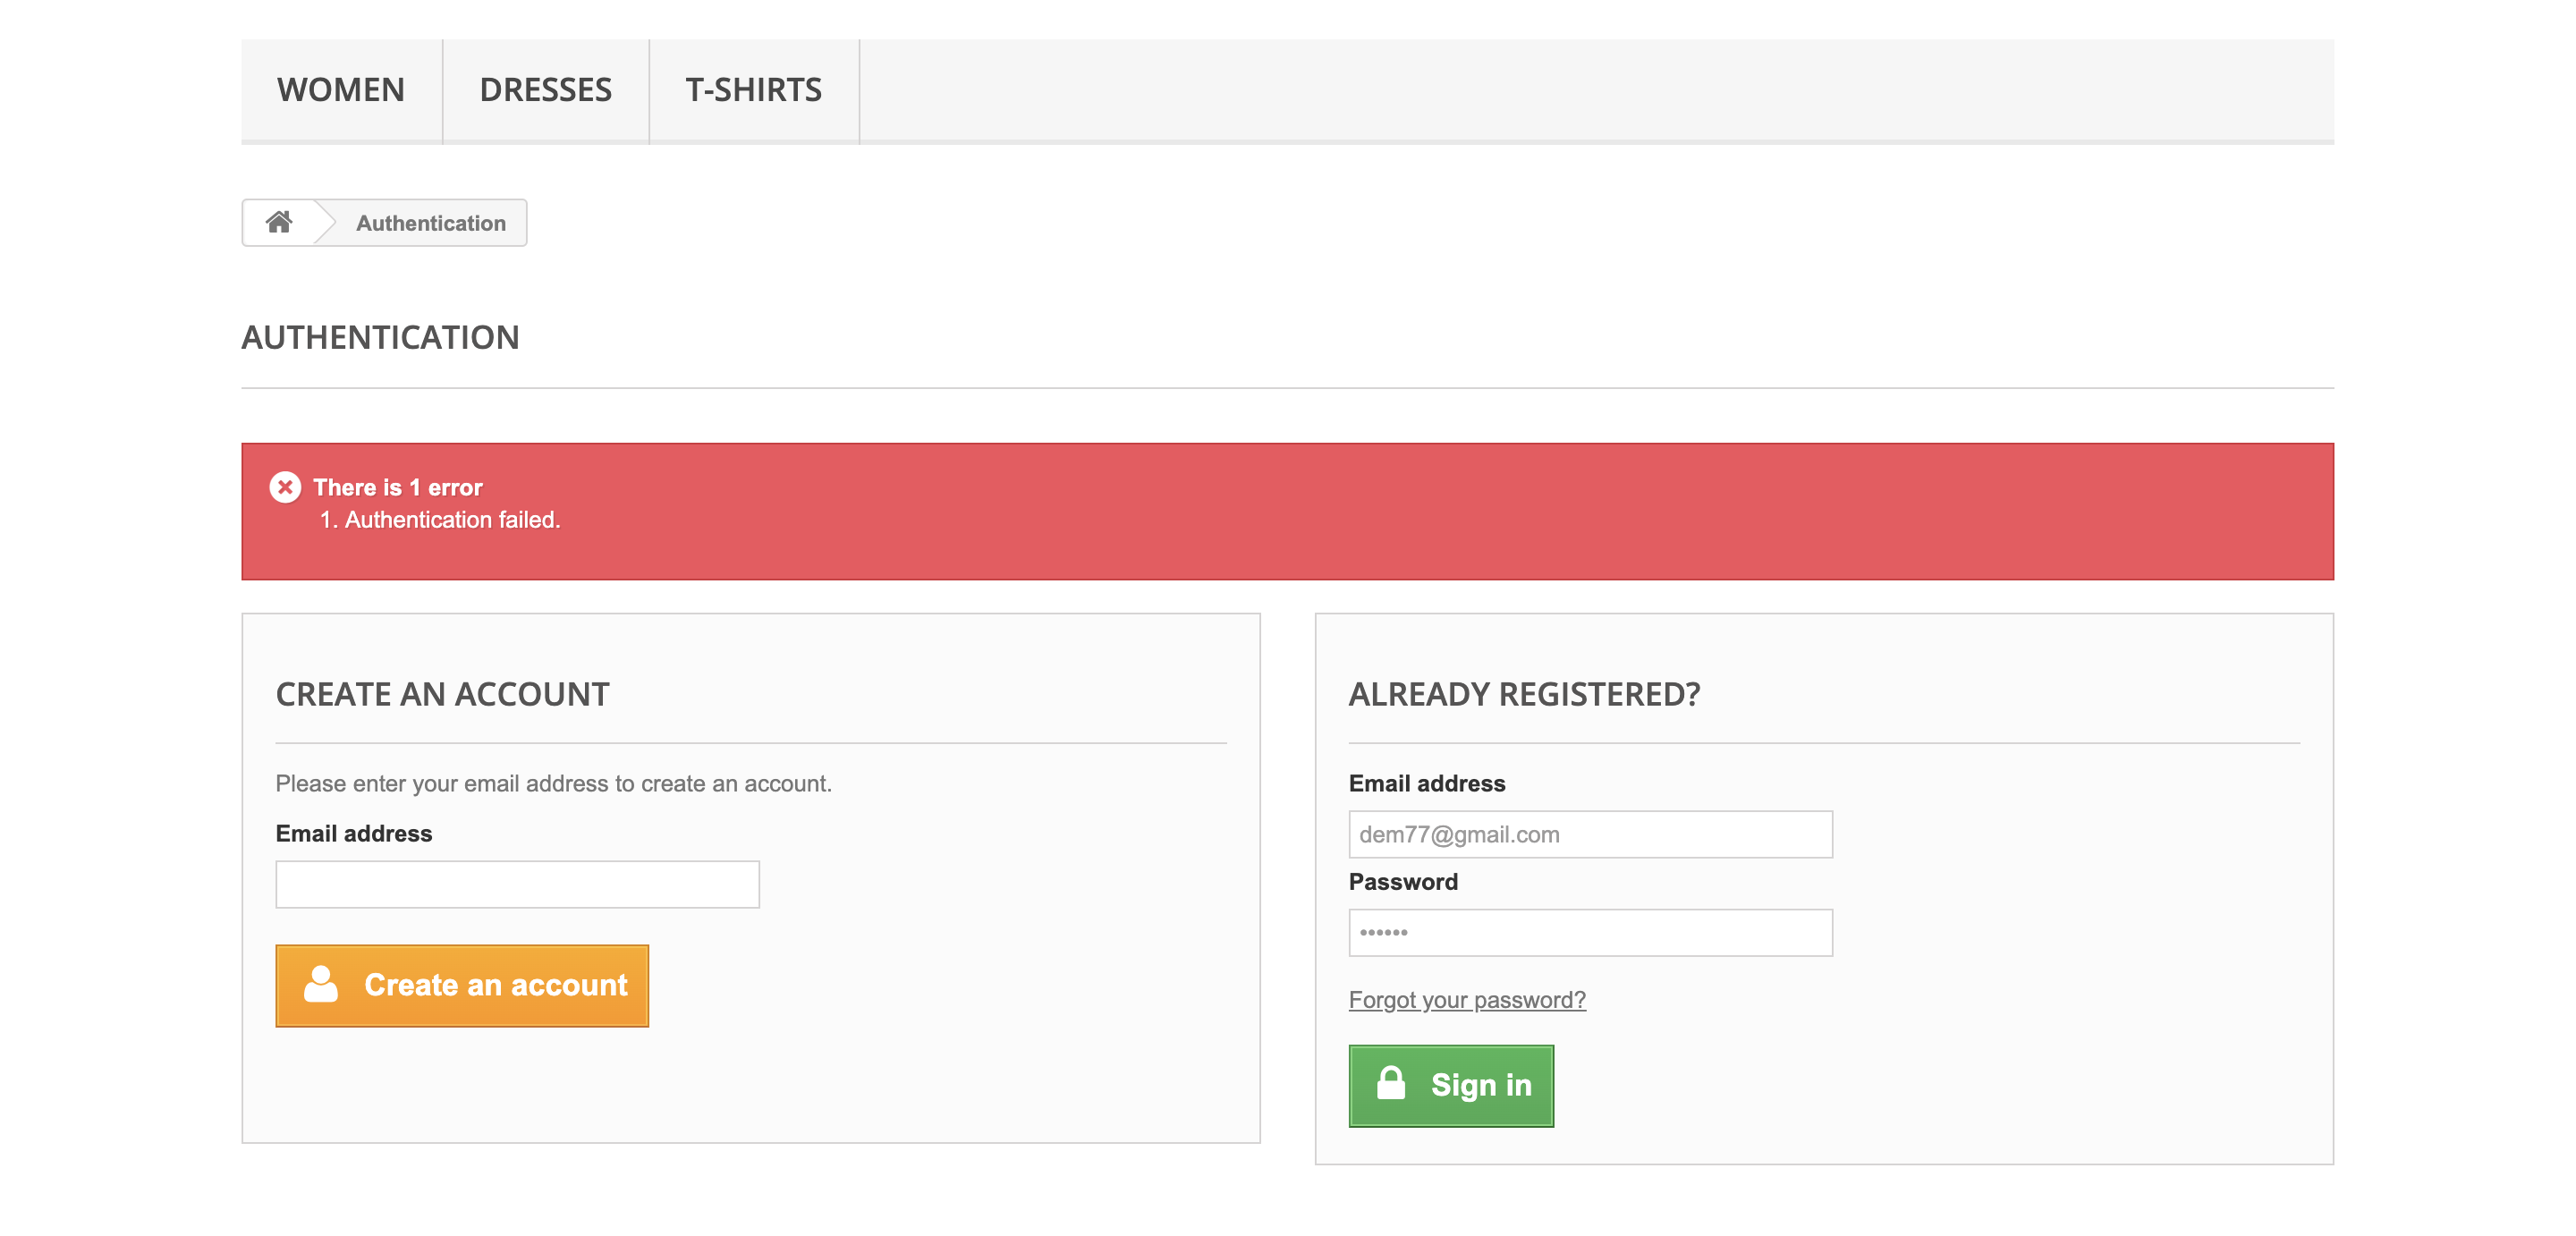 WOMEN DRESSES T-SHIRTS
Authentication
AUTHENTICATION
There is 1 error
1. Authentication failed.
CREATE AN ACCOUNT
Please enter your email address to create an account.
Email address
Create an account
ALREADY REGISTERED?
Email address
dem77@gmail.com
Password
••••••
Forgot your password?
Sign in